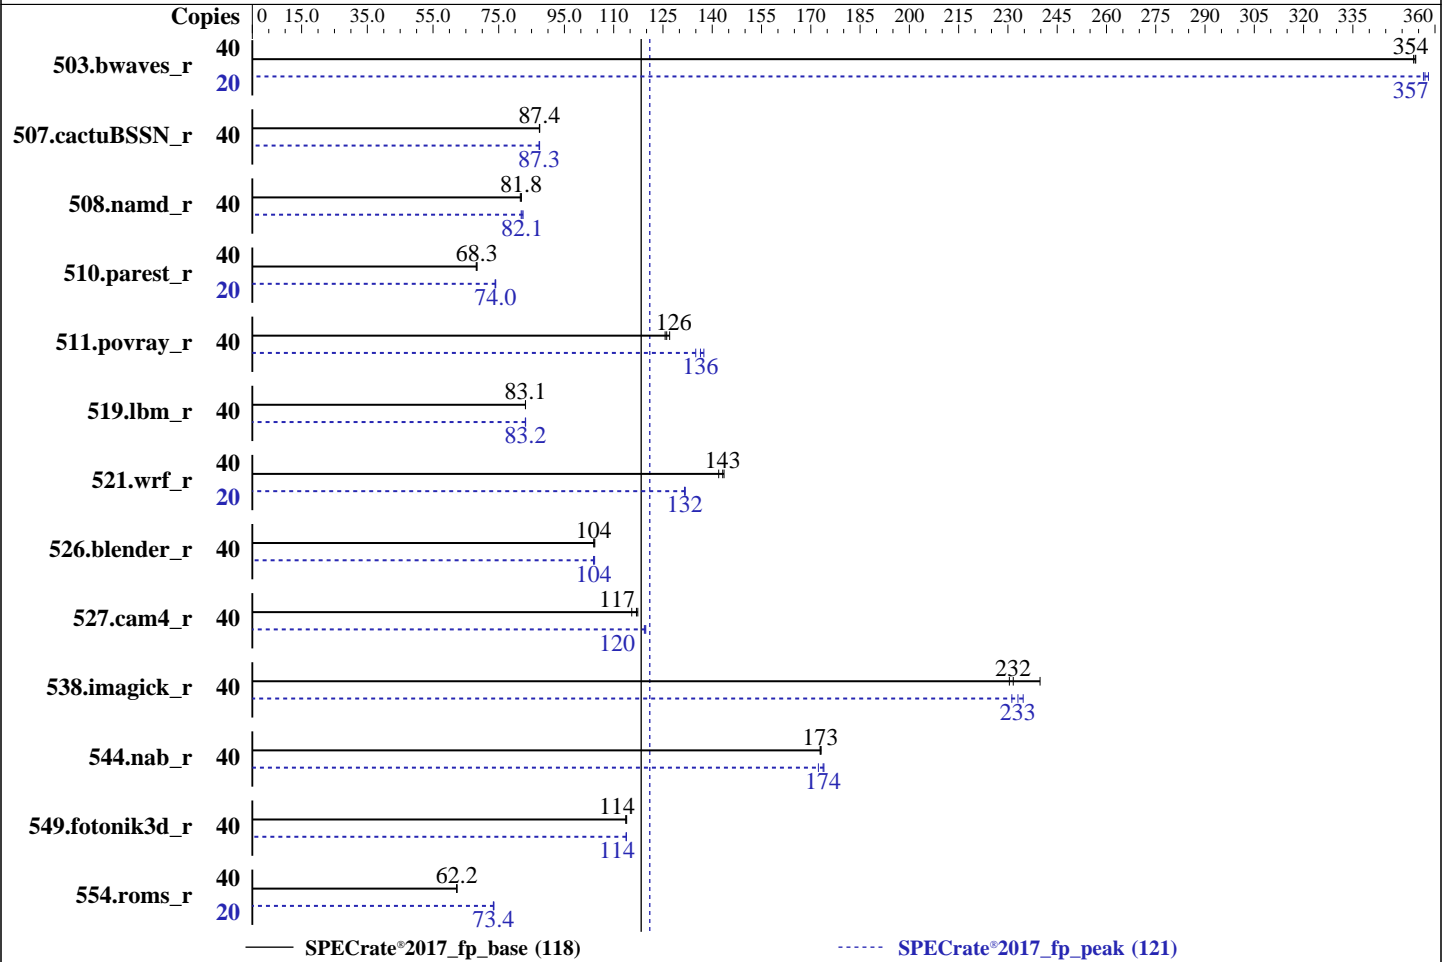 Copies 0 15.0 35.0 55.0 75.0 95.0 110 125 140 155 170 185 200 215 230 245 260 275 290 305 320 335 360
503.bwaves_r 40 354
20 357
507.cactuBSSN_r 40 87.4
87.3
508.namd_r 40 81.8
82.1
510.parest_r 40 68.3
20 74.0
511.povray_r 40 126
136
519.lbm_r 40 83.1
83.2
521.wrf_r 40 143
20 132
526.blender_r 40 104
104
527.cam4_r 40 117
120
538.imagick_r 40 232
233
544.nab_r 40 173
174
549.fotonik3d_r 40 114
114
554.roms_r 40 62.2
20 73.4
SPECrate®2017_fp_base (118) SPECrate®2017_fp_peak (121)